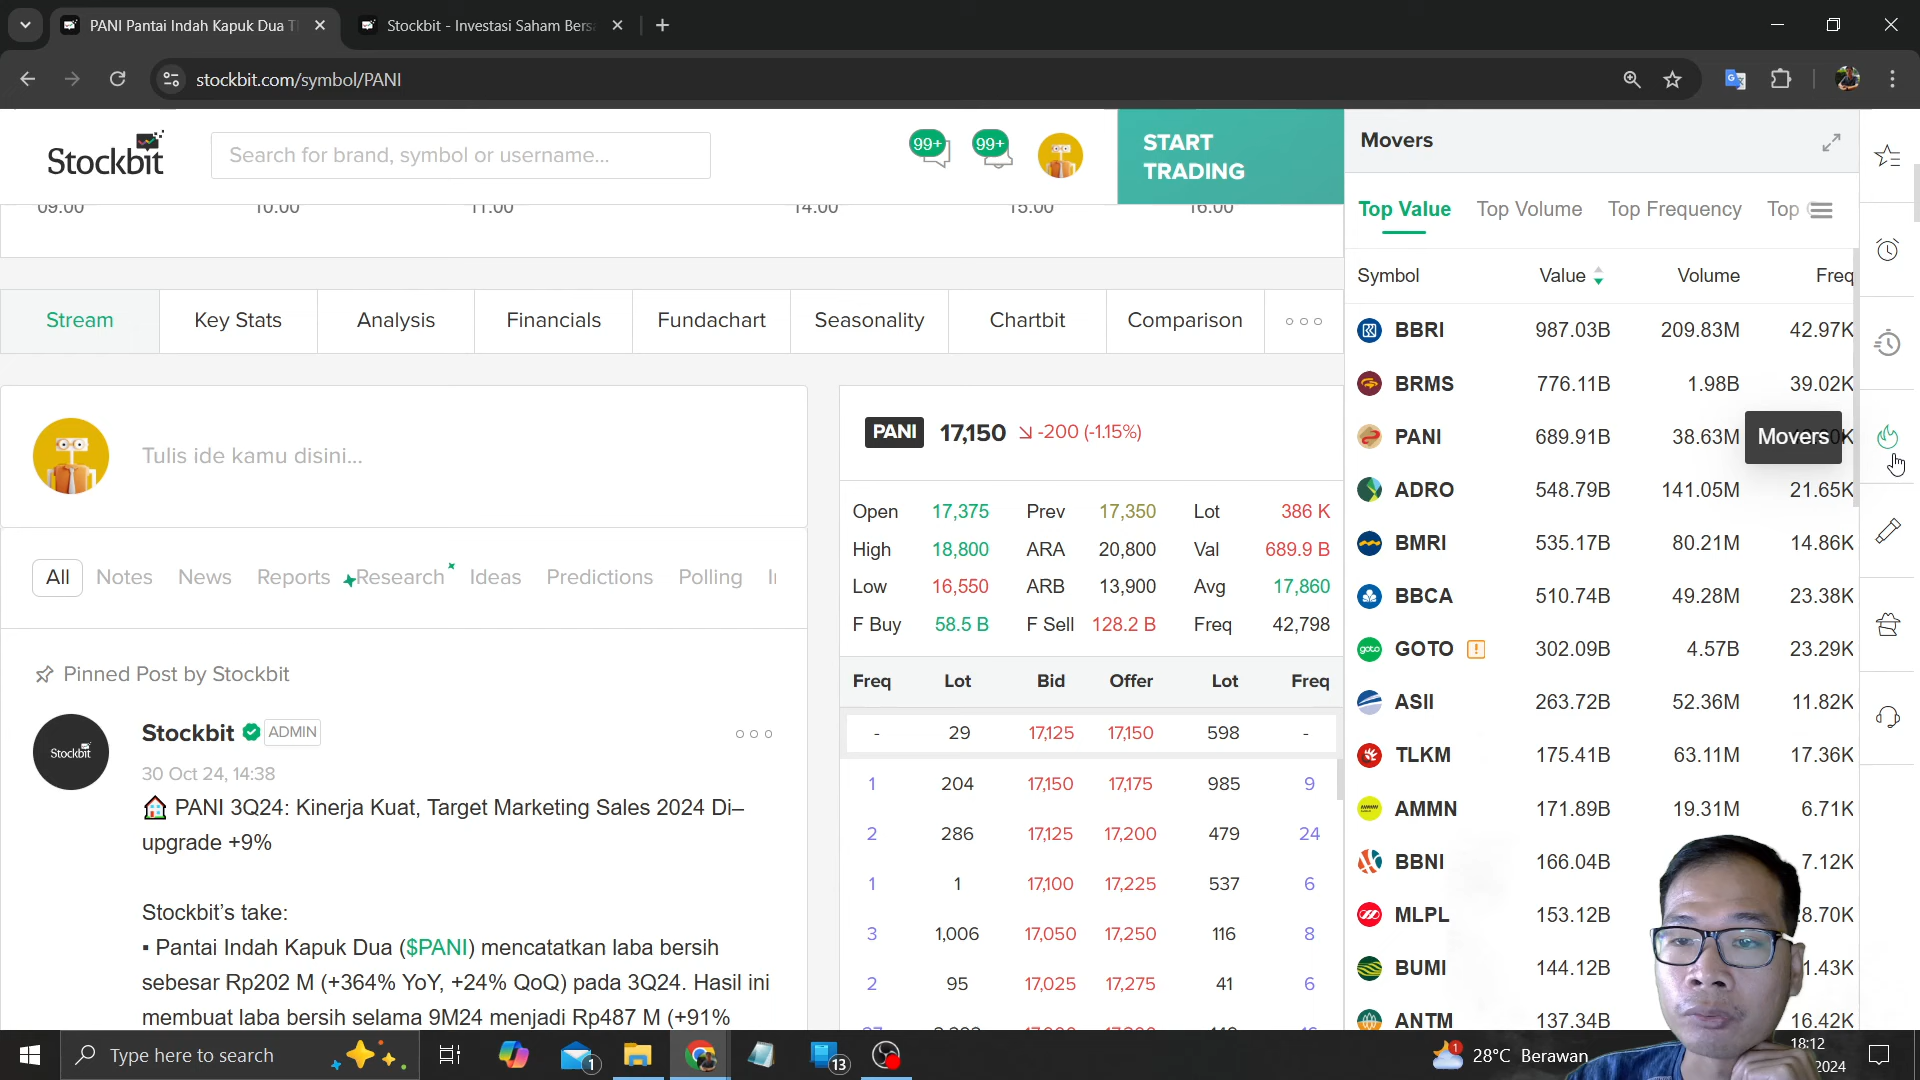 PANI Pantai Indah Kapuk Dua T
Stockbit - Investasi Saham Bers
stockbit.com/symbol/PANI
Stockbit
Search for brand, symbol or username...
99+
99+
START
TRADING
Movers
09.00 10.00 11.00 14.00 15.00 16.00
Top Value Top Volume Top Frequency Top
Symbol Value Volume Freq
Stream Key Stats Analysis Financials Fundachart Seasonality Chartbit Comparison
BBRI 987.03B 209.83M 42.97K
BRMS 776.11B 1.98B 39.02K
PANI 689.91B 38.63M
Movers
ADRO 548.79B 141.05M 21.65K
BMRI 535.17B 80.21M 14.86K
BBCA 510.74B 49.28M 23.38K
goto GOTO 302.09B 4.57B 23.29K
ASII 263.72B 52.36M 11.82K
TLKM 175.41B 63.11M 17.36K
AMMN 171.89B 19.31M 6.71K
BBNI 166.04B 7.12K
MLPL 153.12B 8.70K
BUMI 144.12B 1.43K
ANTM 137.34B 16.42K
Tulis ide kamu disini...
All Notes News Reports Research Ideas Predictions Polling
Pinned Post by Stockbit
Stockbit
Stockbit ADMIN
30 Oct 24, 14:38
PANI 3Q24: Kinerja Kuat, Target Marketing Sales 2024 Di–
upgrade +9%
Stockbit’s take:
▪ Pantai Indah Kapuk Dua ($PANI) mencatatkan laba bersih
sebesar Rp202 M (+364% YoY, +24% QoQ) pada 3Q24. Hasil ini
membuat laba bersih selama 9M24 menjadi Rp487 M (+91%
PANI 17,150 -200 (-1.15%)
Open 17,375 Prev 17,350 Lot 386 K
High 18,800 ARA 20,800 Val 689.9 B
Low 16,550 ARB 13,900 Avg 17,860
F Buy 58.5 B F Sell 128.2 B Freq 42,798
Freq Lot Bid Offer Lot Freq
- 29 17,125 17,150 598 -
1 204 17,150 17,175 985 9
2 286 17,125 17,200 479 24
1 1 17,100 17,225 537 6
3 1,006 17,050 17,250 116 8
2 95 17,025 17,275 41 6
Type here to search
1
13
1
28°C Berawan
18:12
2024